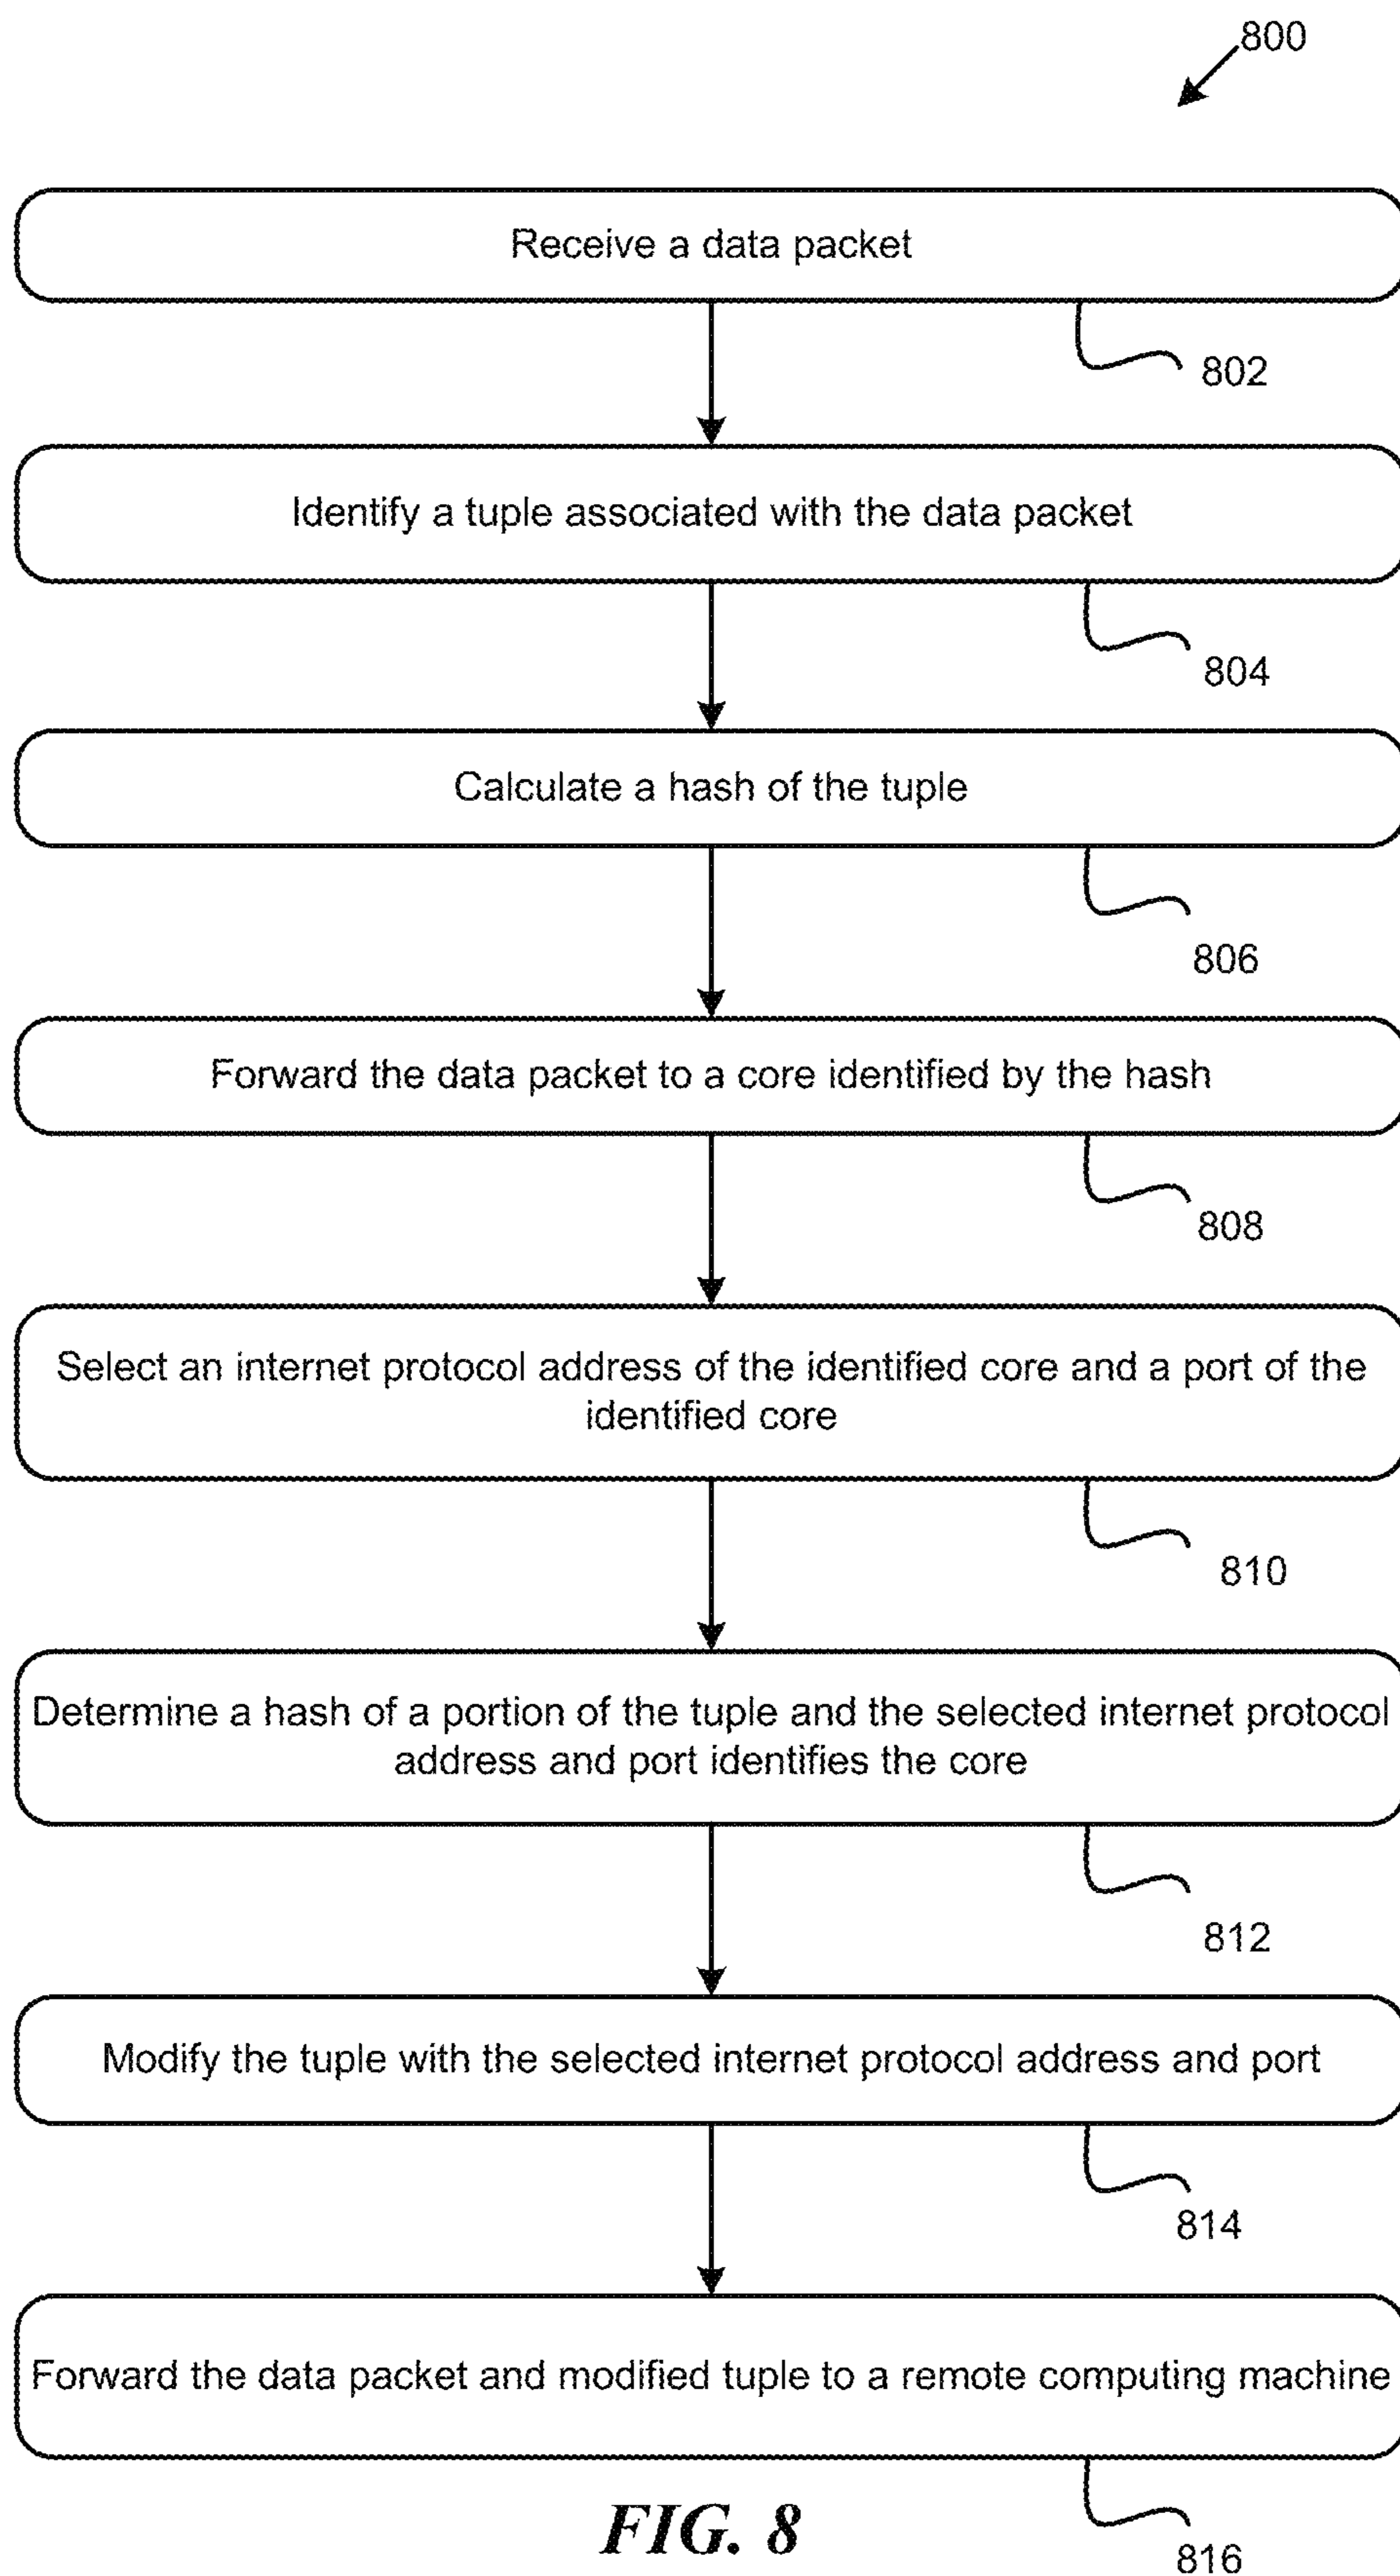 800
Receive a data packet
802
Identify a tuple associated with the data packet
804
Calculate a hash of the tuple
806
Forward the data packet to a core identified by the hash
808
Select an internet protocol address of the identified core and a port of the
identified core
810
Determine a hash of a portion of the tuple and the selected internet protocol
address and port identifies the core
812
Modify the tuple with the selected internet protocol address and port
814
Forward the data packet and modified tuple to a remote computing machine
816
FIG. 8